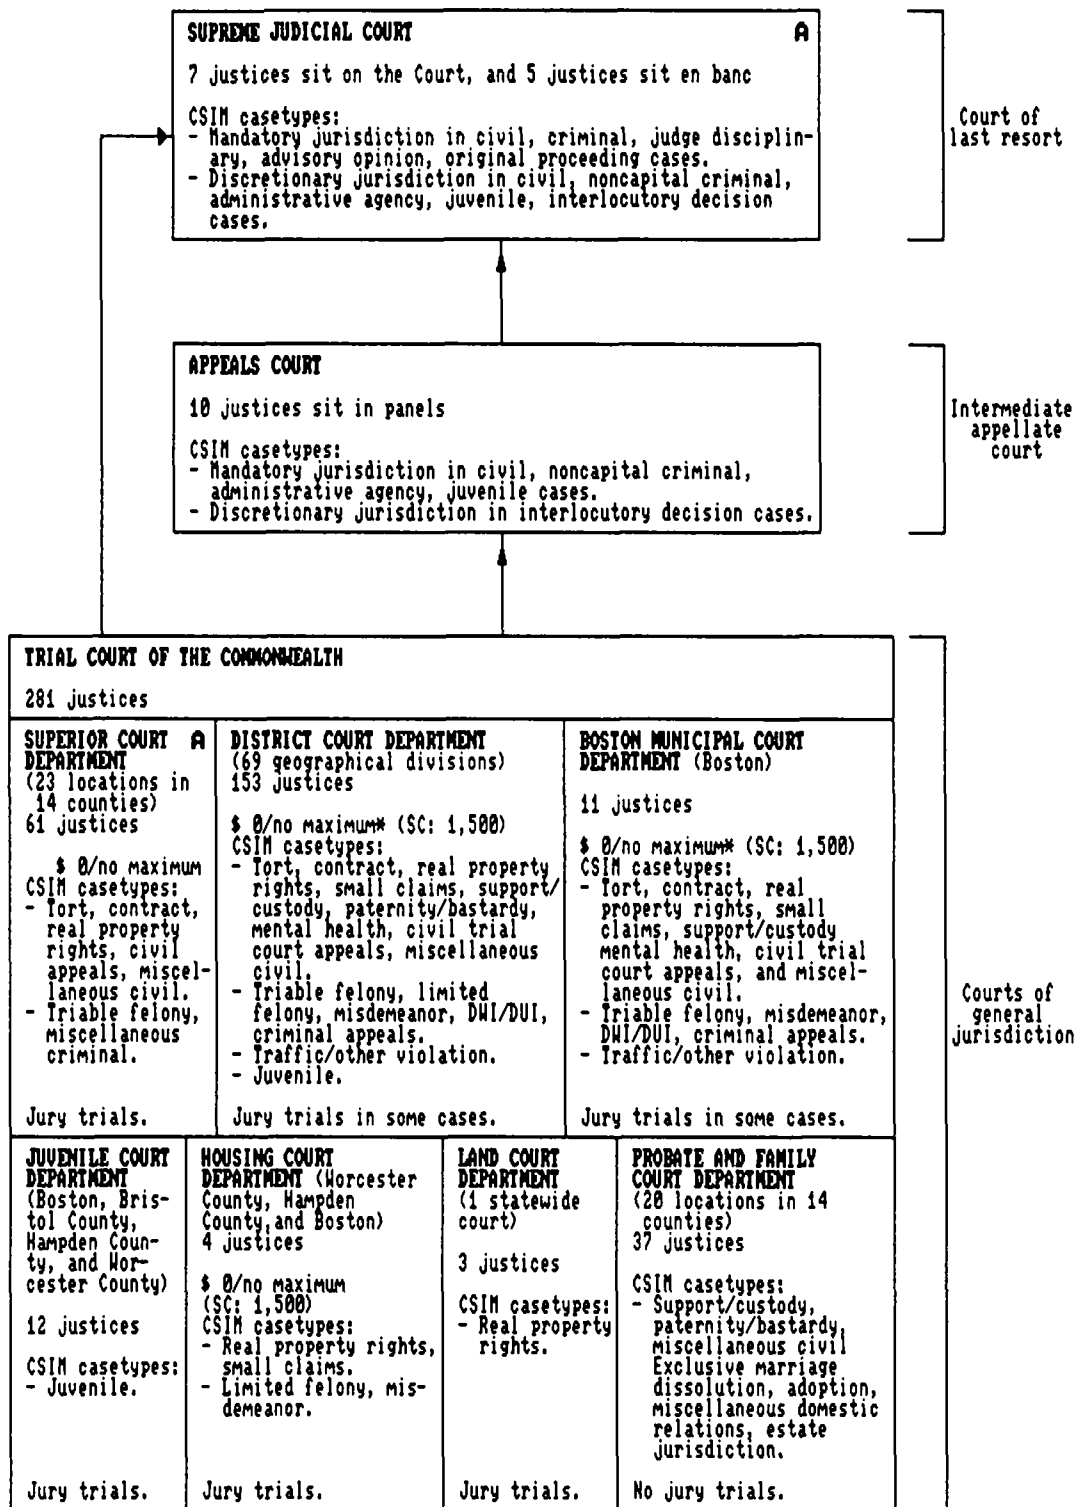 SUPREME JUDICIAL COURT A
7 justices sit on the Court, and 5 justices sit en banc
CSIM casetypes:
- Mandatory jurisdiction in civil, criminal, judge disciplin-
ary, advisory opinion, original proceeding cases.
- Discretionary jurisdiction in civil, noncapital criminal,
administrative agency, juvenile, interlocutory decision
cases.
Court of
last resort
APPEALS COURT
10 justices sit in panels
CSIM casetypes:
- Mandatory jurisdiction in civil, noncapital criminal,
administrative agency, juvenile cases.
- Discretionary jurisdiction in interlocutory decision cases.
Intermediate
appellate
court
TRIAL COURT OF THE COMMONWEALTH
281 justices
SUPERIOR COURT A
DEPARTMENT
(23 locations in
14 counties)
61 justices
$ 0/no maximum
CSIM casetypes:
- Tort, contract,
real property
rights, civil
appeals, miscel-
laneous civil.
- Triable felony,
miscellaneous
criminal.
Jury trials.
DISTRICT COURT DEPARTMENT
(69 geographical divisions)
153 justices
$ 0/no maximum* (SC: 1,500)
CSIM casetypes:
- Tort, contract, real property
rights, small claims, support/
custody, paternity/bastardy,
mental health, civil trial
court appeals, miscellaneous
civil.
- Triable felony, limited
felony, misdemeanor, DWI/DUI,
criminal appeals.
- Traffic/other violation.
- Juvenile.
Jury trials in some cases.
BOSTON MUNICIPAL COURT
DEPARTMENT (Boston)
11 justices
$ 0/no maximum* (SC: 1,500)
CSIM casetypes:
- Tort, contract, real
property rights, small
claims, support/custody
mental health, civil trial
court appeals, and miscel-
laneous civil.
- Triable felony, misdemeanor,
DWI/DUI, criminal appeals.
- Traffic/other violation.
Jury trials in some cases.
Courts of
general
jurisdiction
JUVENILE COURT
DEPARTMENT
(Boston, Bris-
tol County,
Hampden Coun-
ty, and Wor-
cester County)
12 justices
CSIM casetypes:
- Juvenile.
Jury trials.
HOUSING COURT
DEPARTMENT (Worcester
County, Hampden
County, and Boston)
4 justices
$ 0/no maximum
(SC: 1,500)
CSIM casetypes:
- Real property rights,
small claims.
- Limited felony, mis-
demeanor.
Jury trials.
LAND COURT
DEPARTMENT
(1 statewide
court)
3 justices
CSIM casetypes:
- Real property
rights.
Jury trials.
PROBATE AND FAMILY
COURT DEPARTMENT
(20 locations in 14
counties)
37 justices
CSIM casetypes:
- Support/custody,
paternity/bastardy,
miscellaneous civil
Exclusive marriage
dissolution, adoption,
miscellaneous domestic
relations, estate
jurisdiction.
No jury trials.